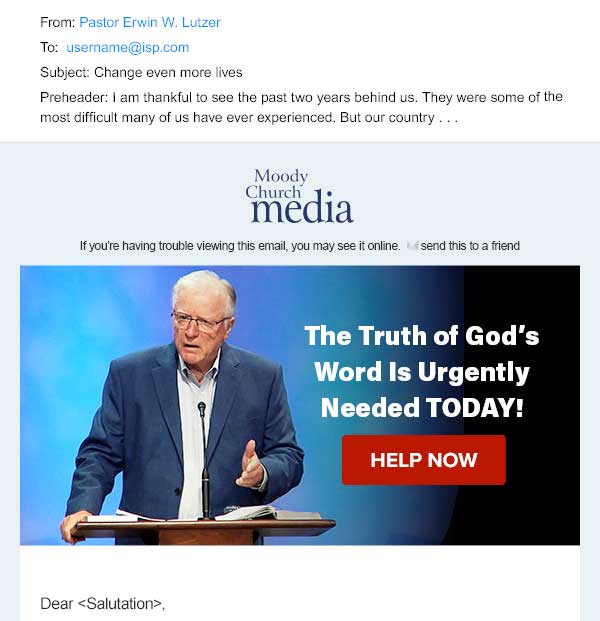 From: Pastor Erwin W. Lutzer
To: username@isp.com
Subject: Change even more lives
Preheader: I am thankful to see the past two years behind us. They were some of the
most difficult many of us have ever experienced. But our country . . .
Moody
Church
media
If you're having trouble viewing this email, you may see it online. send this to a friend
The Truth of God's
Word Is Urgently
Needed TODAY!
HELP NOW
Dear <Salutation>,